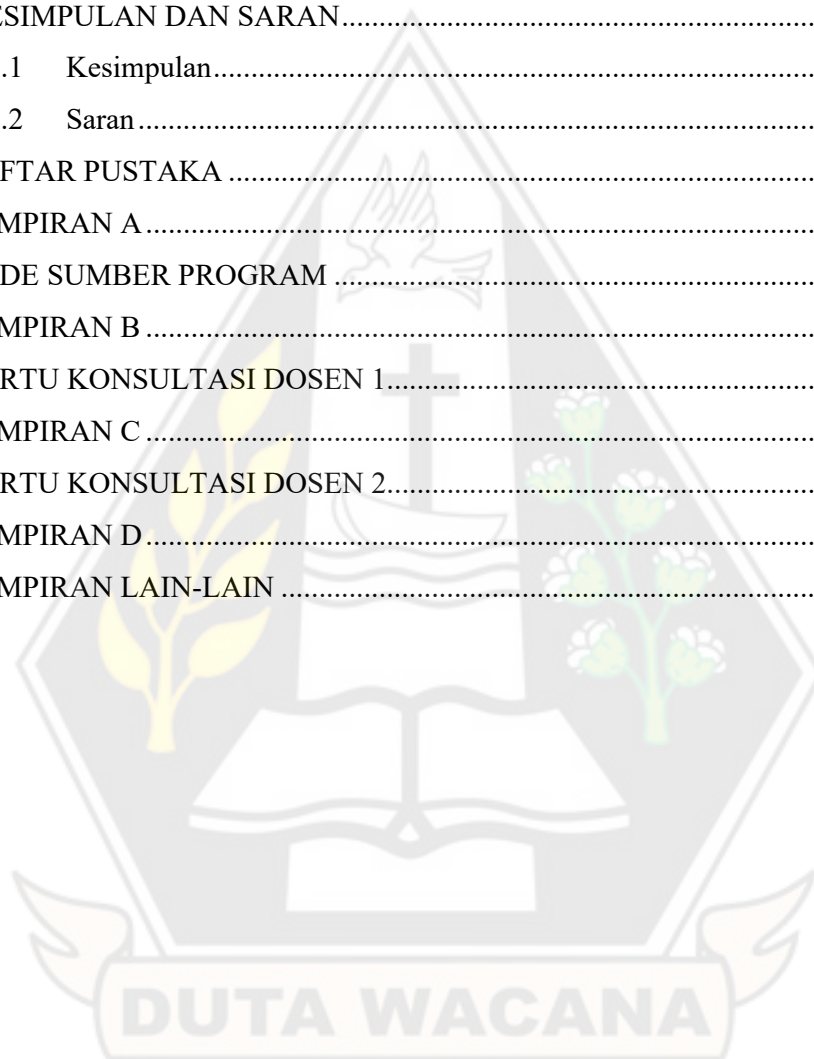 ESIMPULAN DAN SARAN
.1 Kesimpulan
.2 Saran
FTAR PUSTAKA
MPIRAN A
DE SUMBER PROGRAM
MPIRAN B
RTU KONSULTASI DOSEN 1
MPIRAN C
RTU KONSULTASI DOSEN 2
MPIRAN D
MPIRAN LAIN-LAIN
DUTA WACANA